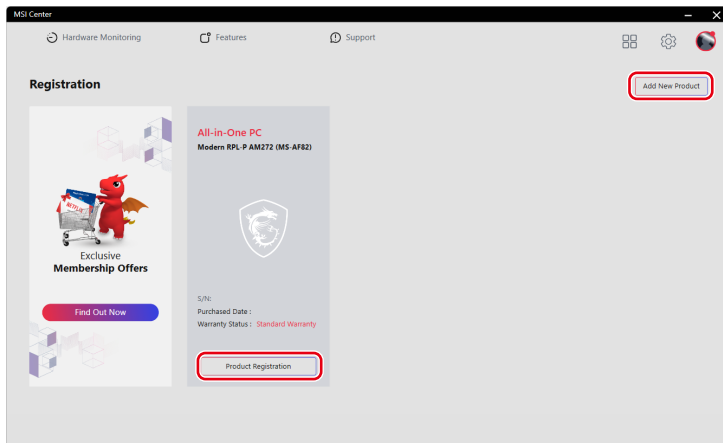 MSI Center
Hardware Monitoring
Features
Support
Registration
Add New Product
All-in-One PC
Modern RPL-P AM272 (MS-AF82)
NETFLIX
Exclusive
Membership Offers
Find Out Now
S/N:
Purchased Date :
Warranty Status : Standard Warranty
Product Registration